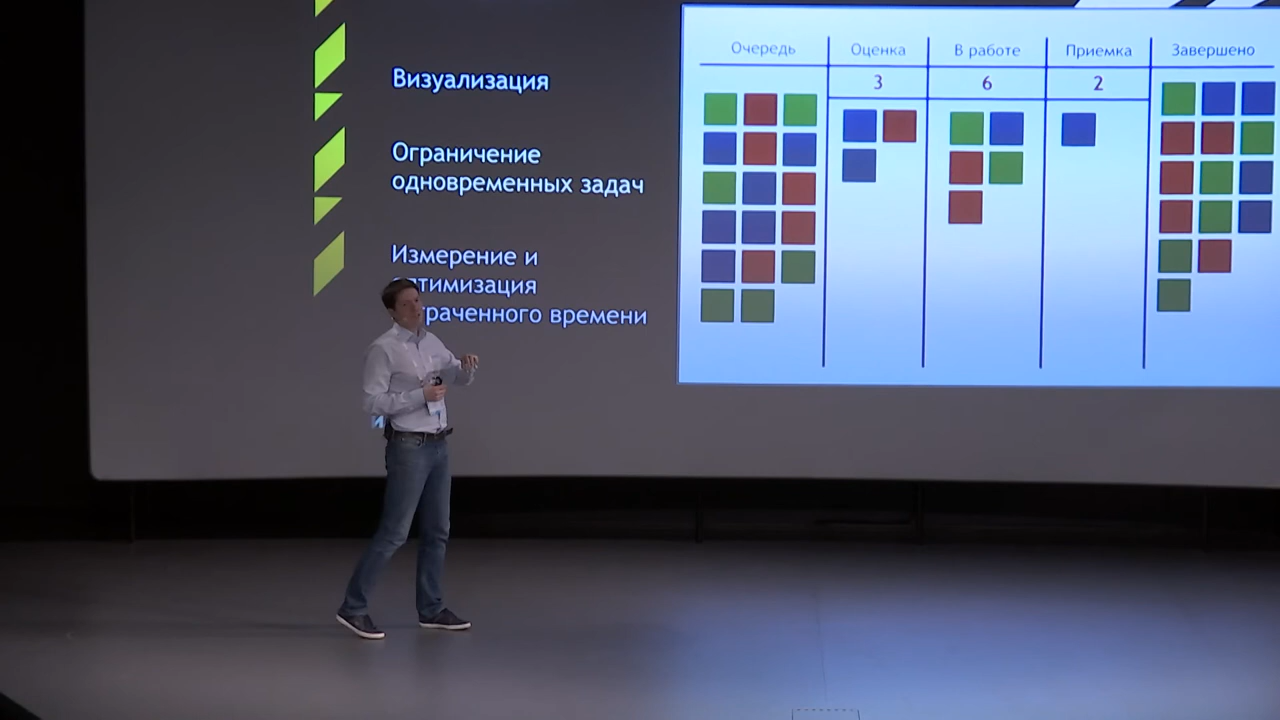 Визуализация
Ограничение
одновременных задач
Измерение и
времени
Очередь
Оценка
В работе
Приемка
Завершено
3
6
2